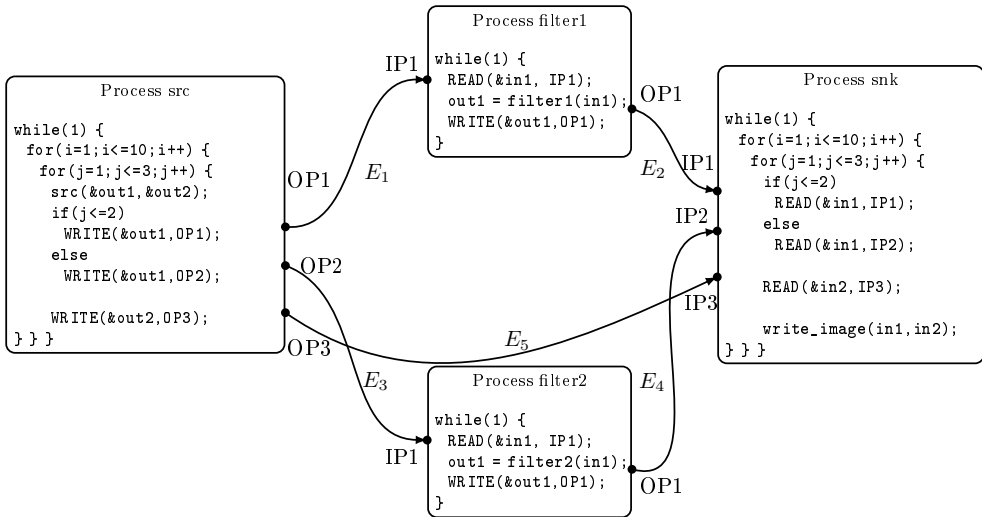 Process src
while(1) {
for(i=1;i<=10;i++) {
for(j=1;j<=3;j++) {
src(&out1,&out2);
if(j<=2)
WRITE(&out1,OP1);
else
WRITE(&out1,OP2);
WRITE(&out2,OP3);
} } }
OP1
OP2
OP3
E1
E3
E5
IP1
Process filter1
while(1) {
READ(&in1, IP1);
out1 = filter1(in1);
WRITE(&out1,OP1);
}
OP1
E2
IP1
Process filter2
while(1) {
READ(&in1, IP1);
out1 = filter2(in1);
WRITE(&out1,OP1);
}
OP1
E4
IP1
IP2
IP3
Process snk
while(1) {
for(i=1;i<=10;i++) {
for(j=1;j<=3;j++) {
if(j<=2)
READ(&in1,IP1);
else
READ(&in1,IP2);
READ(&in2,IP3);
write_image(in1,in2);
} } }